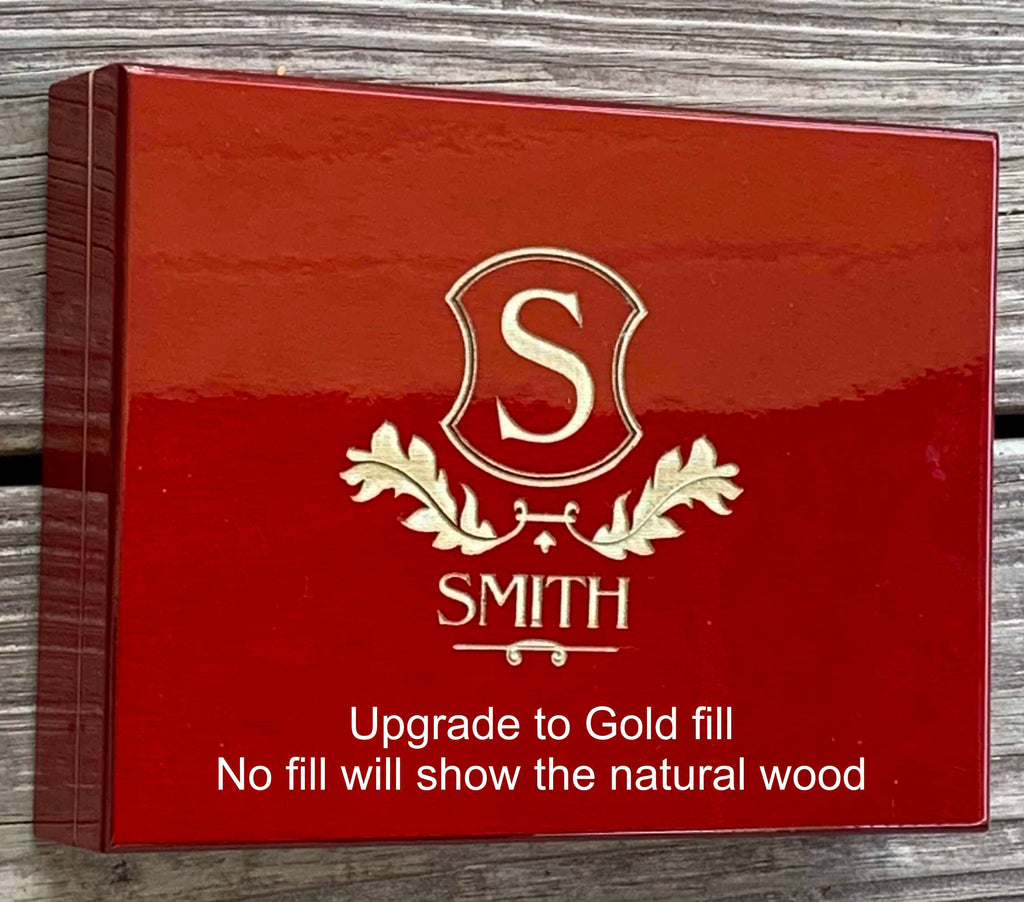 S
SMITH
Upgrade to Gold fill
No fill will show the natural wood